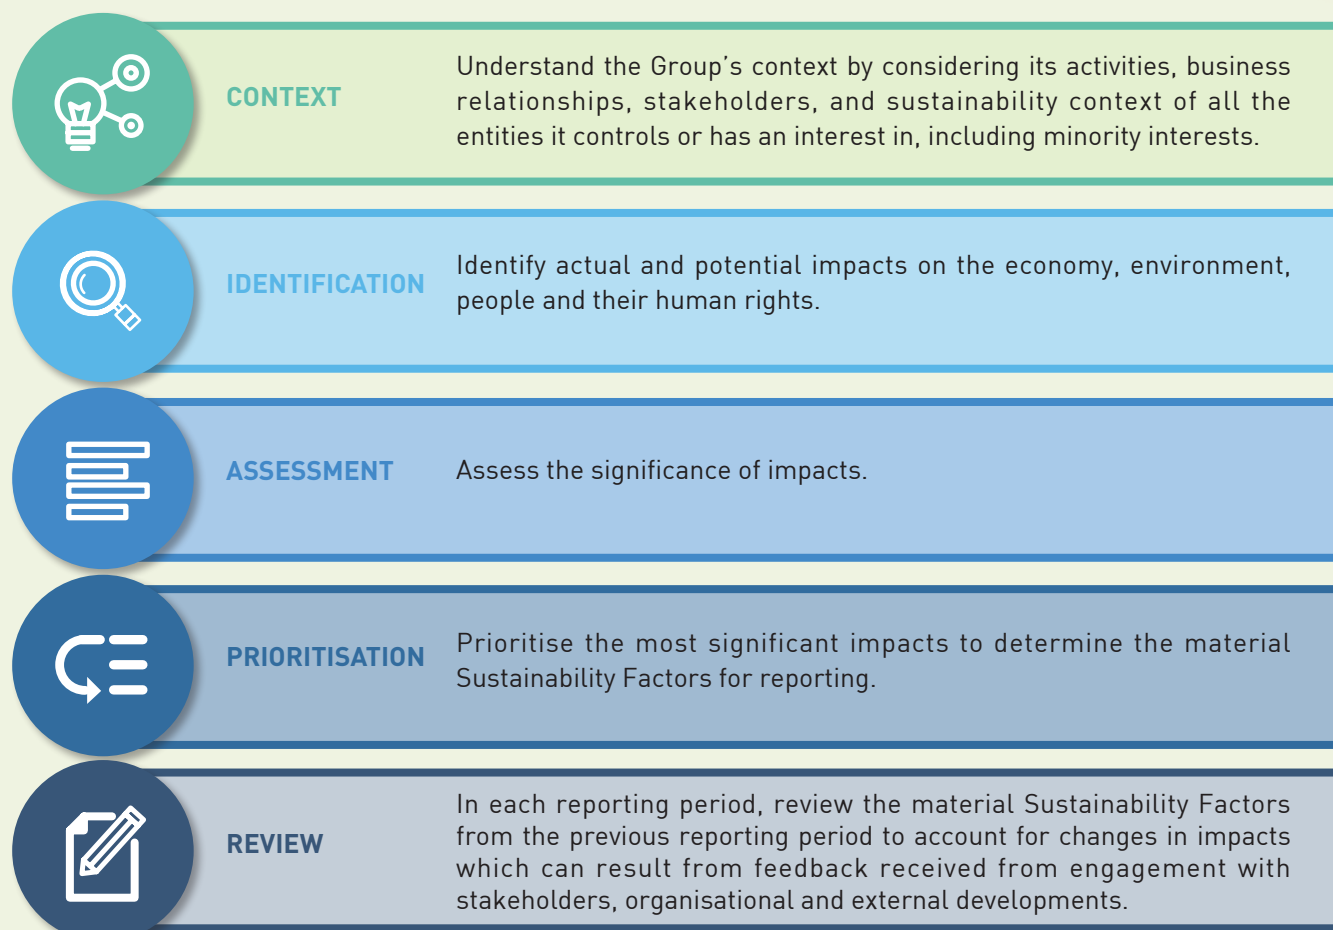 CONTEXT
Understand the Group's context by considering its activities, business
relationships, stakeholders, and sustainability context of all the
entities it controls or has an interest in, including minority interests.
IDENTIFICATION
Identify actual and potential impacts on the economy, environment,
people and their human rights.
ASSESSMENT
Assess the significance of impacts.
PRIORITISATION
Prioritise the most significant impacts to determine the material
Sustainability Factors for reporting.
REVIEW
In each reporting period, review the material Sustainability Factors
from the previous reporting period to account for changes in impacts
which can result from feedback received from engagement with
stakeholders, organisational and external developments.